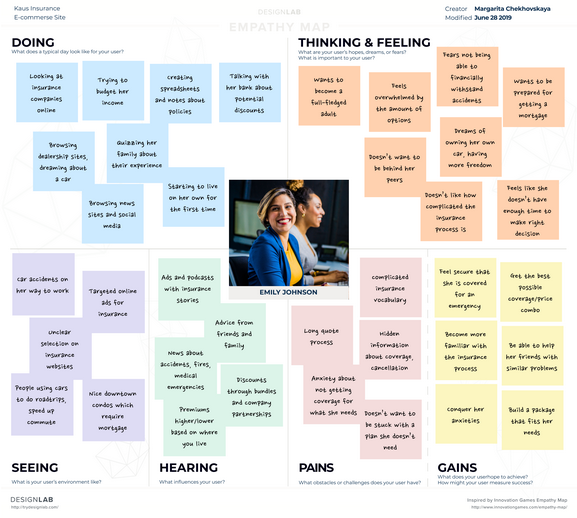 Kaus Insurance
E-commerse Site
DESIGNLAB
EMPATHY MAP
Creator Margarita Chekhovskaya
Modified June 28 2019
DOING
What does a typical day look like for your user?
Looking at
insurance
companies
online
Trying to
budget her
income
creating
spreadsheets
and notes about
policies
Talking with
her bank about
potential
discounts
Browsing
dealership sites,
dreaming about
a car
Quizzing her
family about
their experience
Browsing news
sites and social
media
Starting to live
on her own for
the first time
THINKING & FEELING
What are your user's hopes, dreams, or fears?
What is important to your user?
Wants to
become a
full-fledged
adult
Feels
overwhelmed by
the amount of
options
Fears not being
able to
financially
withstand
accidents
Wants to be
prepared for
getting a
mortgage
Doesn't want to
be behind her
peers
Dreams of
owning her own
car, having
more freedom
Doesn't like how
complicated the
insurance
process is
Feels like she
doesn't have
enough time to
make right
decision
EMILY JOHNSON
car accidents on
her way to work
Targeted online
ads for
insurance
Unclear
selection on
insurance
websites
People using cars
to do roadtrips,
speed up
commute
Nice downtown
condos which
require
mortgage
SEEING
What is your user's environment like?
Ads and podcasts
with insurance
stories
Advice from
friends and
family
News about
accidents, fires,
medical
emergencies
Discounts
through bundles
and company
partnerships
Premiums
higher/lower
based on where
you live
HEARING
What influences your user?
complicated
insurance
vocabulary
Long quote
process
Hidden
information
about coverage,
cancellation
Anxiety about
not getting
coverage for
what she needs
Doesn't want to
be stuck with a
plan she doesn't
need
PAINS
What obstacles or challenges does your user have?
Feel secure that
she is covered
for an
emergency
Get the best
possible
coverage/price
combo
Become more
familiar with
the insurance
process
Be able to help
her friends with
similar problems
conquer her
anxieties
Build a package
that fits her
needs
GAINS
What does your userhope to achieve?
How might your user measure success?
DESIGNLAB
http://trydesignlab.com/
Inspired by Innovation Games Empathy Map
http://www.innovationgames.com/empathy-map/